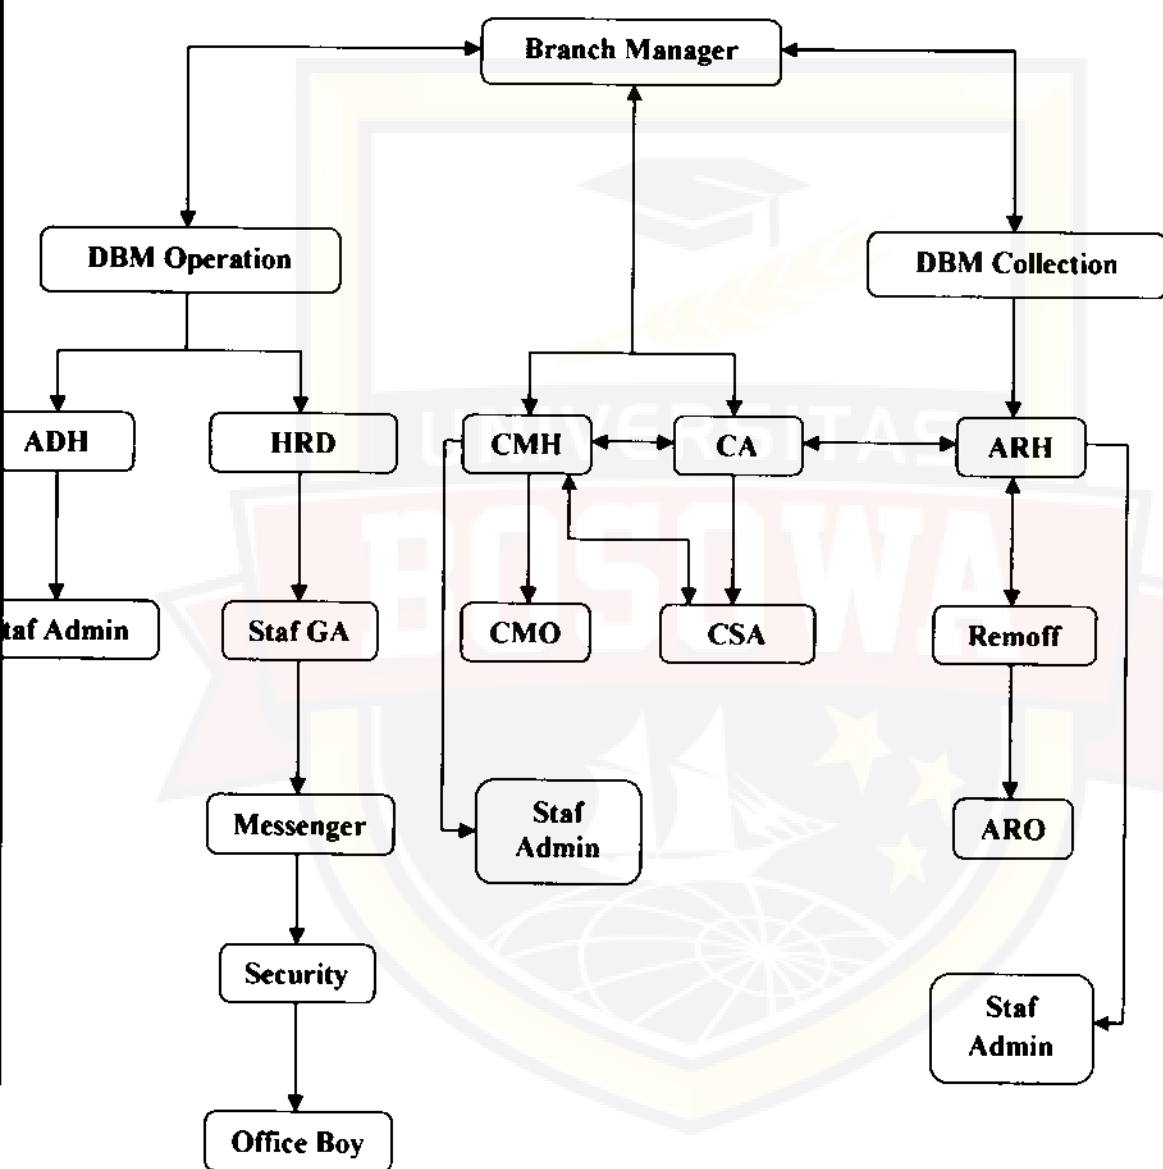 Branch Manager
DBM Operation
DBM Collection
ADH
HRD
CMH
CA
ARH
UNIVERSITAS
BOSOWA
taf Admin
Staf GA
CMO
CSA
Remoff
Messenger
Staf
Admin
ARO
Security
Staf
Admin
Office Boy